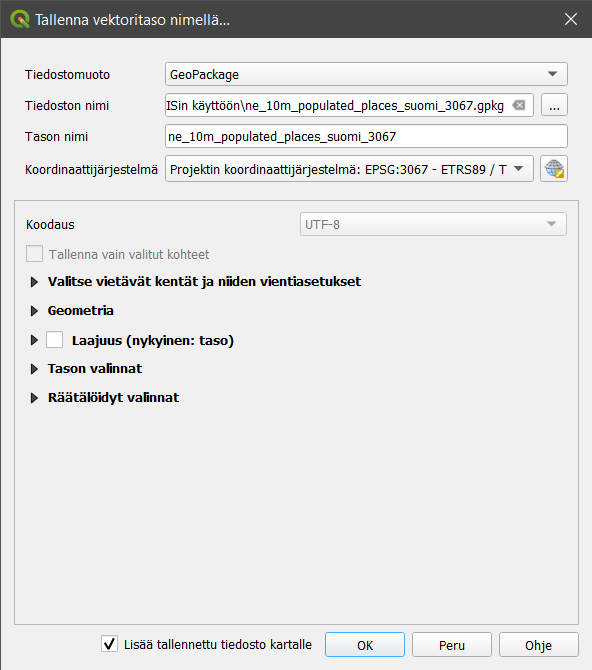 Tallenna vektoritaso nimellä...
Tiedostomuoto GeoPackage
Tiedoston nimi ISin käyttöön\ne_10m_populated_places_suomi_3067.gpkg ...
Tason nimi ne_10m_populated_places_suomi_3067
Koordinaattijärjestelmä Projektin koordinaattijärjestelmä: EPSG:3067 - ETRS89 / T
Koodaus UTF-8
Tallenna vain valitut kohteet
Valitse vietävät kentät ja niiden vientiasetukset
Geometria
Laajuus (nykyinen: taso)
Tason valinnat
Räätälöidyt valinnat
Lisää tallennettu tiedosto kartalle OK Peru Ohje